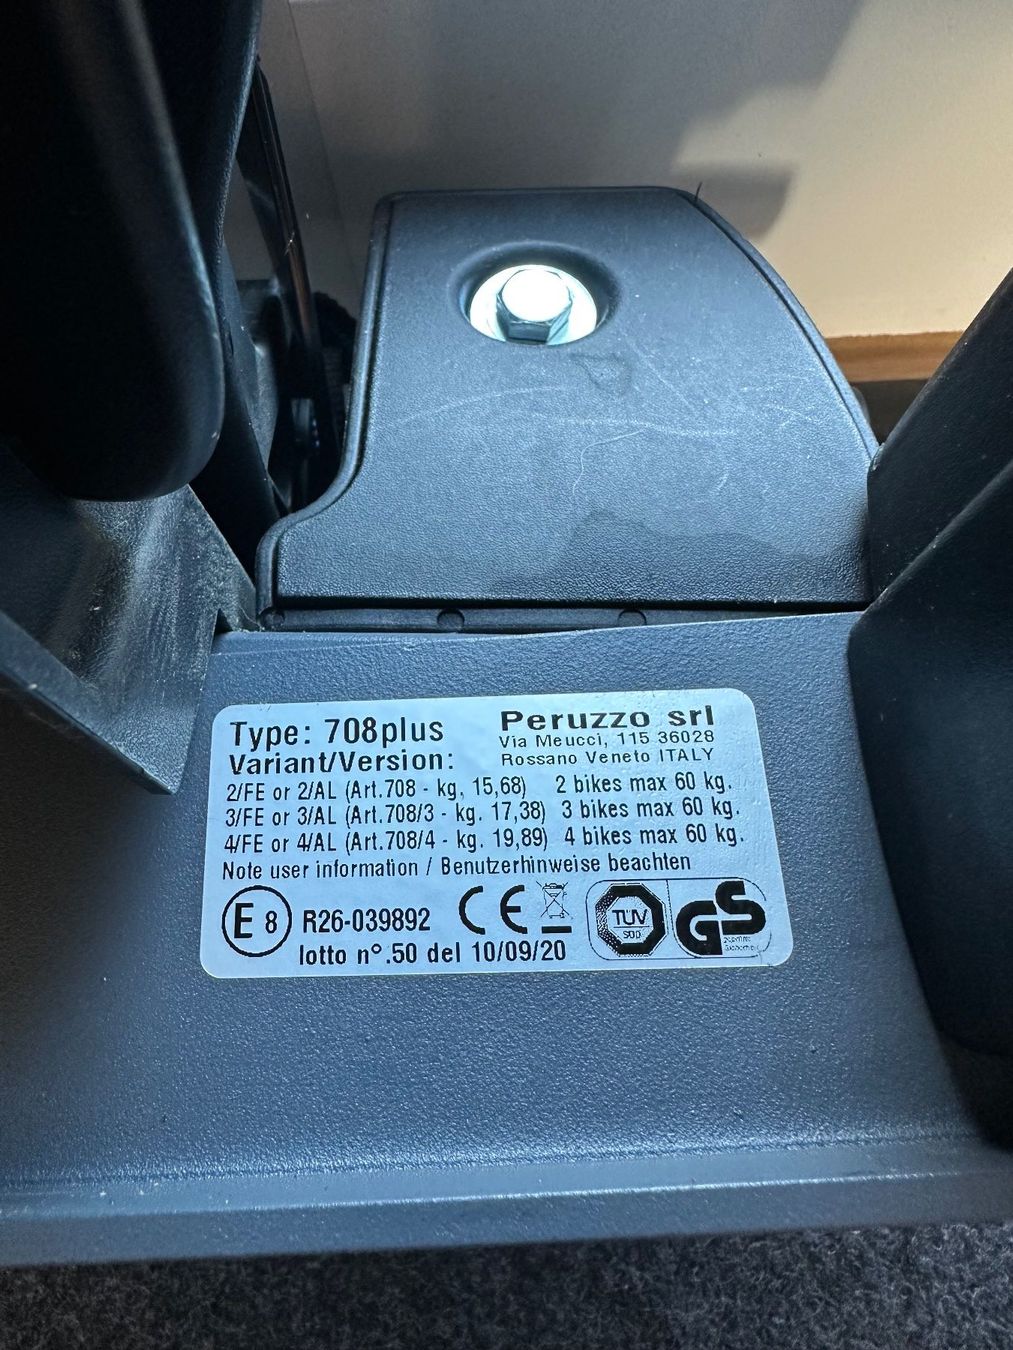 Type: 708plus
Peruzzo srl
Via Meucci, 115 36028
Rossano Veneto ITALY
Variant/Version:
2/FE or 2/AL (Art.708 - kg. 15,68) 2 bikes max 60 kg.
3/FE or 3/AL (Art.708/3 - kg. 17,38) 3 bikes max 60 kg.
4/FE or 4/AL (Art.708/4 - kg. 19,89) 4 bikes max 60 kg.
Note user information / Benutzerhinweise beachten
E 8 R26-039892 CE
TÜV
SÜD
GS
lotto n°.50 del 10/09/20